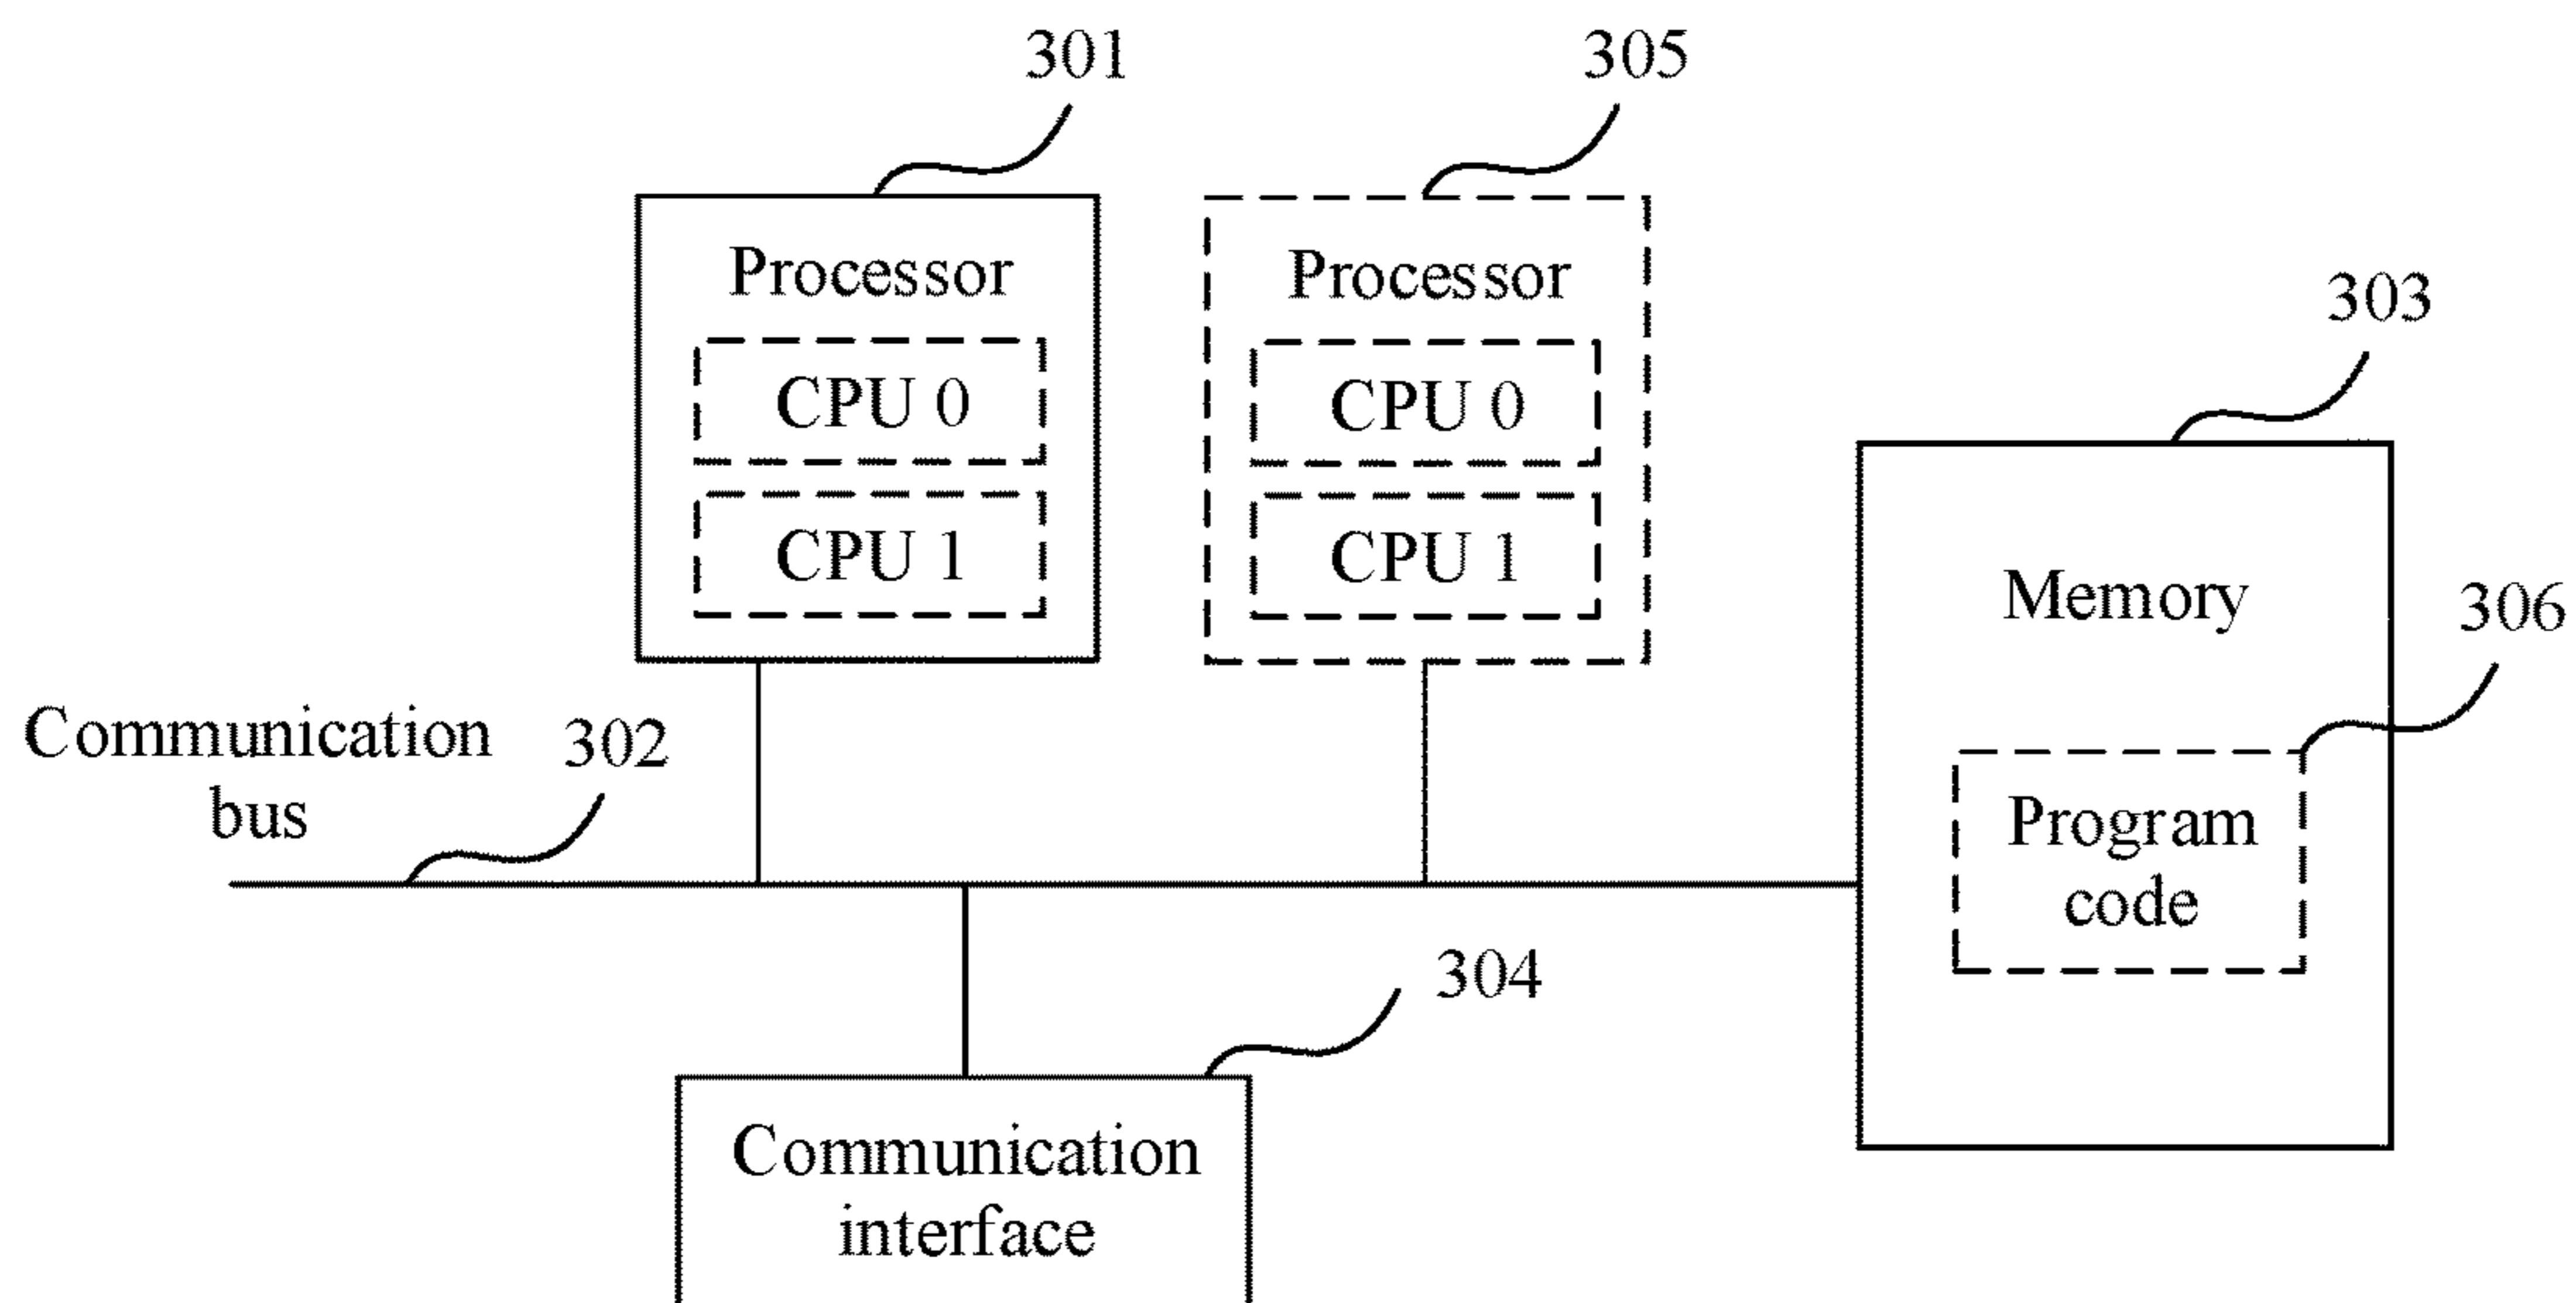 301
305
Processor
Processor
303
CPU 0
CPU 0
CPU 1
CPU 1
Memory
306
Communication
bus
302
Program
code
304
Communication
interface